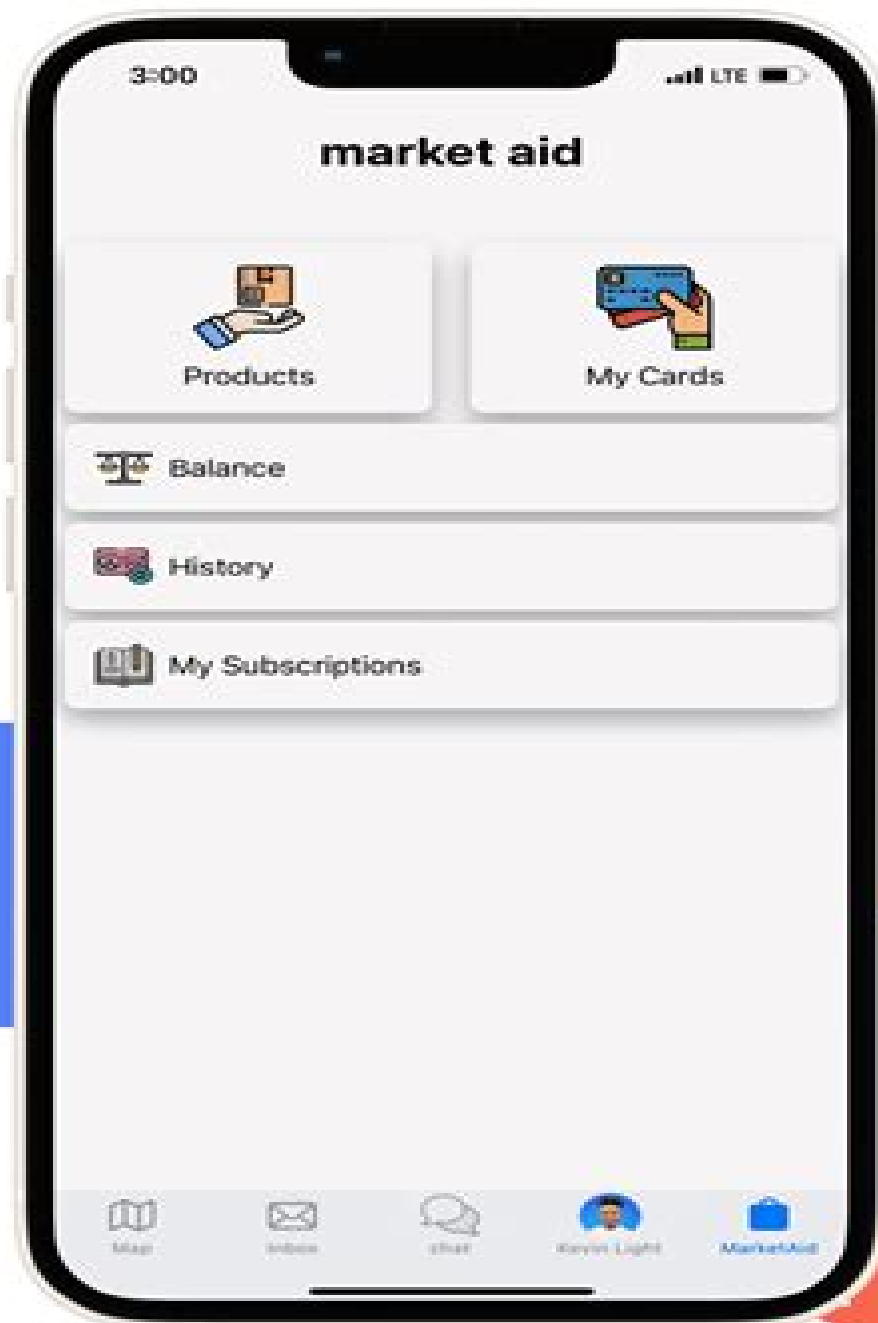 3:00 LTE
market aid
Products My Cards
Balance
History
My Subscriptions
Map Inbox chat Kevin Light MarketAid